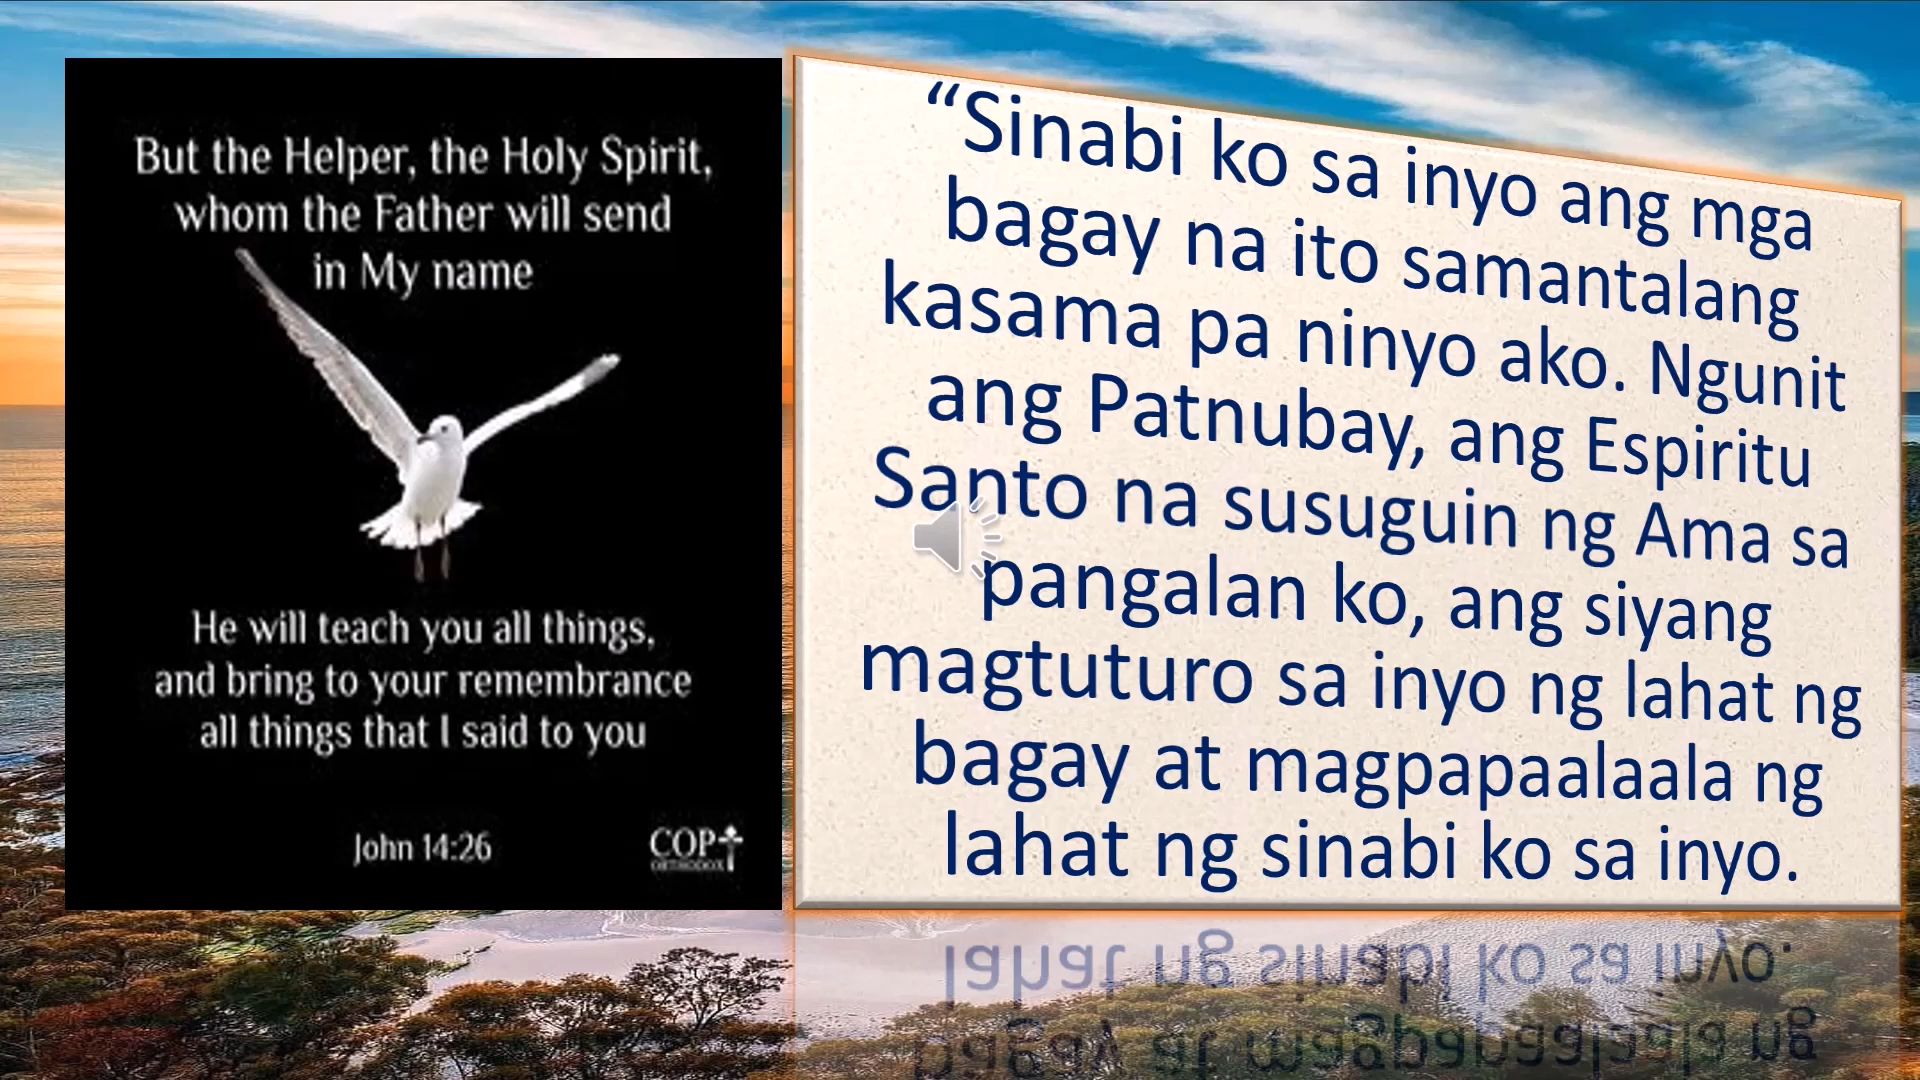 But the Helper, the Holy Spirit,
whom the Father will send
in My name
He will teach you all things,
and bring to your remembrance
all things that I said to you
John 14:26
COPT
ORTHODOX
“Sinabi ko sa inyo ang mga
bagay na ito samantalang
kasama pa ninyo ako. Ngunit
ang Patnubay, ang Espiritu
Santo na susuguin ng Ama sa
pangalan ko, ang siyang
magtuturo sa inyo ng lahat ng
bagay at magpapaalaala ng
lahat ng sinabi ko sa inyo.